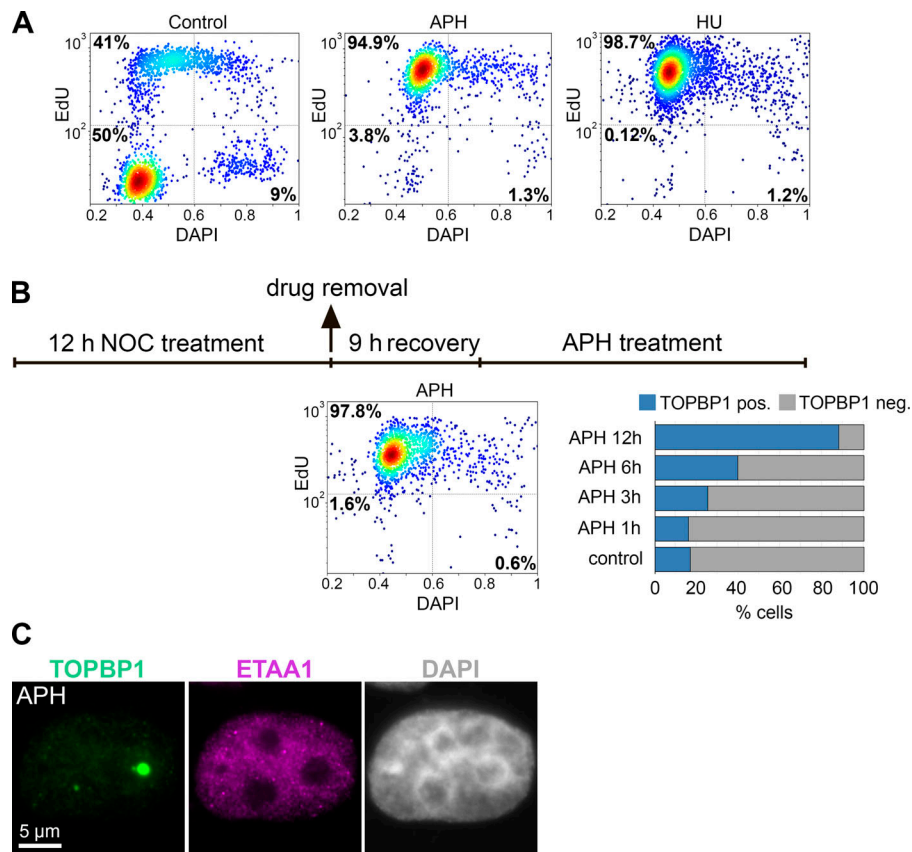 A
Control
APH
HU
10³
41%
EdU
10²
50%
9%
0.2 0.4 0.6 0.8 1
DAPI
10³
94.9%
EdU
10²
3.8%
1.3%
0.2 0.4 0.6 0.8 1
DAPI
10³
98.7%
EdU
10²
0.12%
1.2%
0.2 0.4 0.6 0.8 1
DAPI
B
drug removal
12 h NOC treatment
9 h recovery
APH treatment
APH
10³
97.8%
EdU
10²
1.6%
0.6%
0.2 0.4 0.6 0.8 1
DAPI
TOPBP1 pos. TOPBP1 neg.
APH 12h
APH 6h
APH 3h
APH 1h
control
0 20 40 60 80 100
% cells
C
TOPBP1
ETAA1
DAPI
APH
5 µm